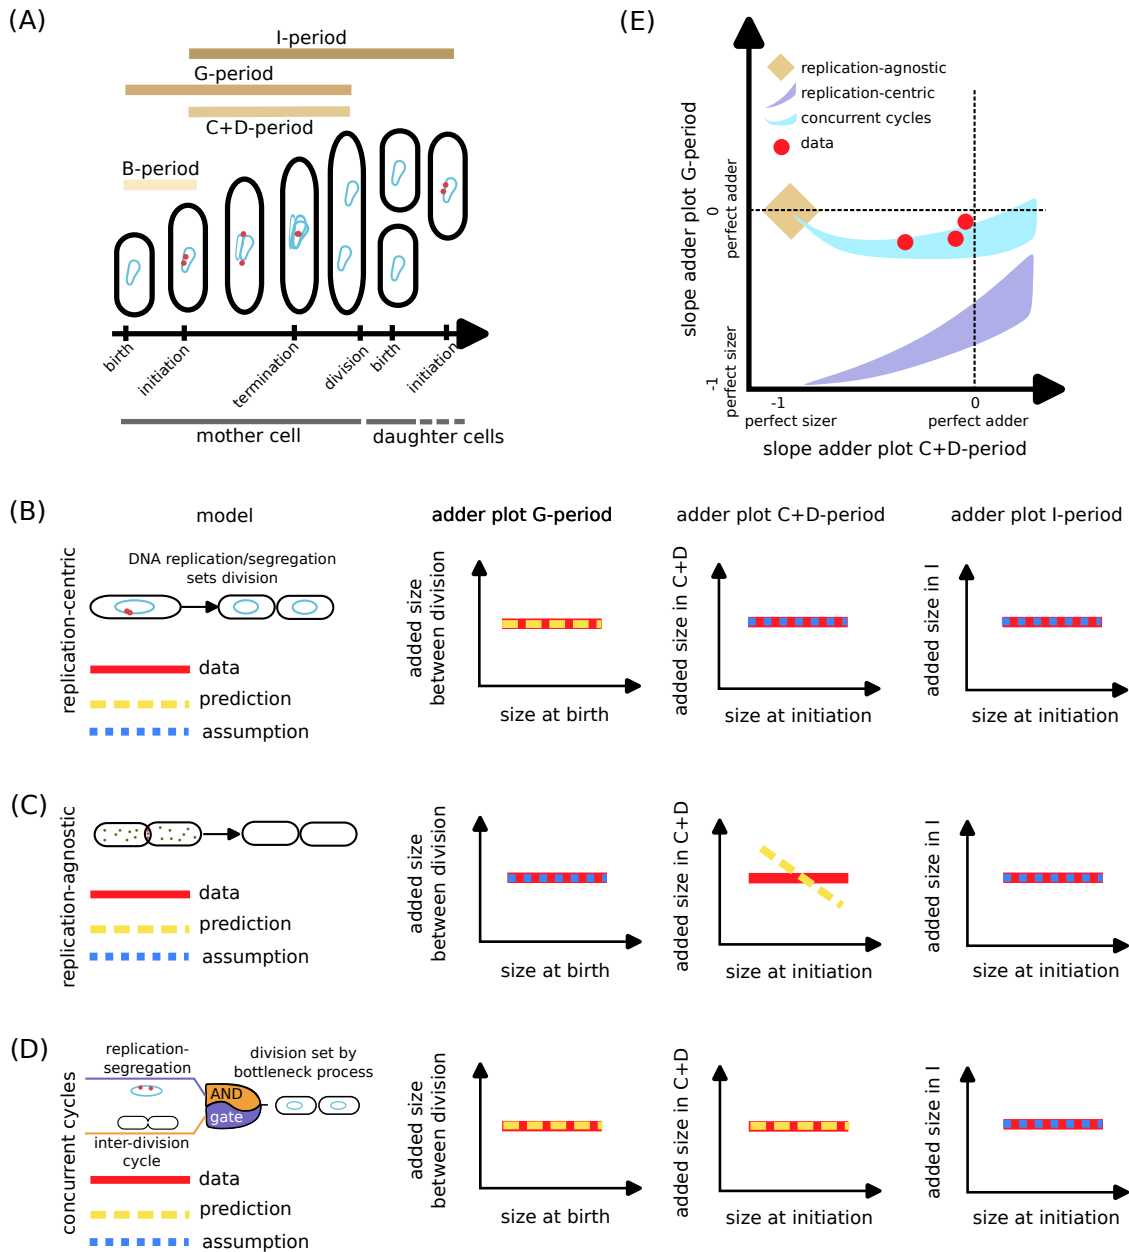 (A)
I-period
G-period
C+D-period
B-period
birth
initiation
termination
division
birth
initiation
mother cell
daughter cells
(E)
replication-agnostic
replication-centric
concurrent cycles
data
slope adder plot G-period
0
perfect adder
-1
perfect sizer
-1
perfect sizer
0
perfect adder
slope adder plot C+D-period
(B)
model
adder plot G-period
adder plot C+D-period
adder plot I-period
replication-centric
DNA replication/segregation
sets division
data
prediction
assumption
added size
between division
size at birth
added size in C+D
size at initiation
added size in I
size at initiation
(C)
replication-agnostic
data
prediction
assumption
added size
between division
size at birth
added size in C+D
size at initiation
added size in I
size at initiation
(D)
concurrent cycles
replication-
segregation
AND
gate
division set by
bottleneck process
inter-division
cycle
data
prediction
assumption
added size
between division
size at birth
added size in C+D
size at initiation
added size in I
size at initiation